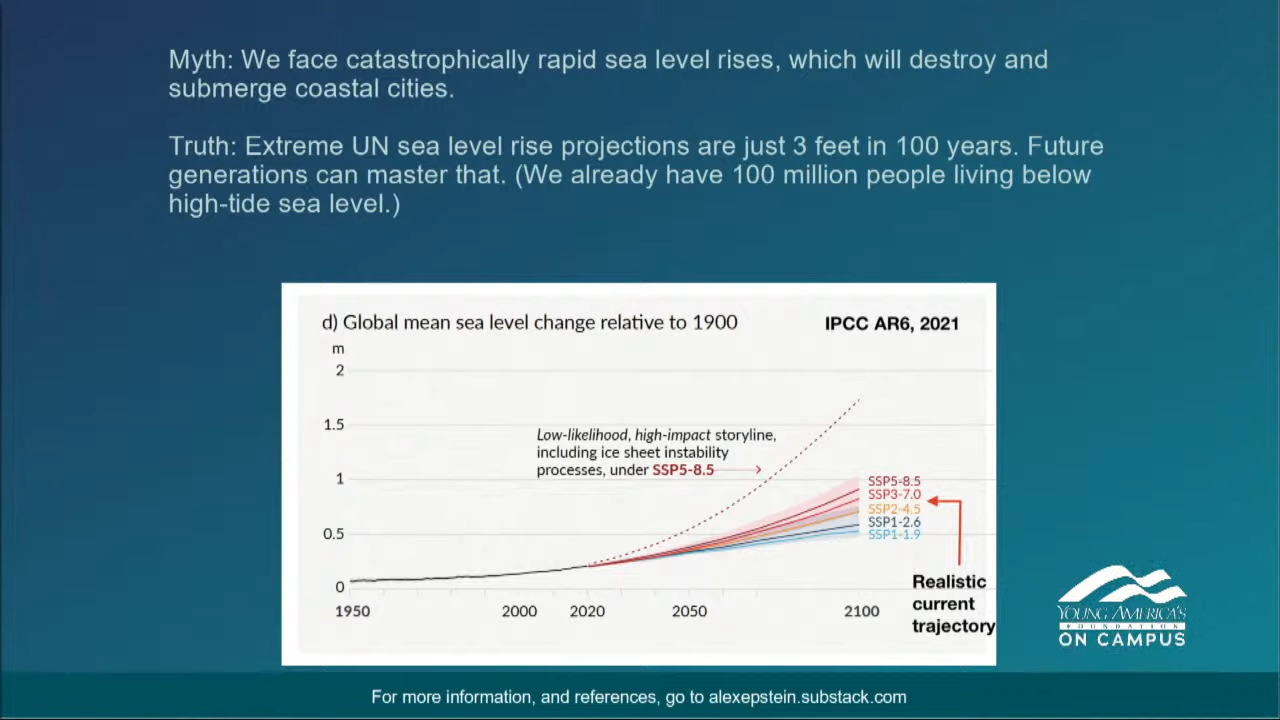 Myth: We face catastrophically rapid sea level rises, which will destroy and
submerge coastal cities.
Truth: Extreme UN sea level rise projections are just 3 feet in 100 years. Future
generations can master that. (We already have 100 million people living below
high-tide sea level.)
d) Global mean sea level change relative to 1900
IPCC AR6, 2021
m
2
1.5
1
0.5
0
Low-likelihood, high-impact storyline,
including ice sheet instability
processes, under SSP5-8.5
SSP5-8.5
SSP3-7.0
SSP2-4.5
SSP1-2.6
SSP1-1.9
1950
2000
2020
2050
2100
Realistic
current
trajectory
YOUNG AMERICA'S
FOUNDATION
ON CAMPUS
For more information, and references, go to alexepstein.substack.com